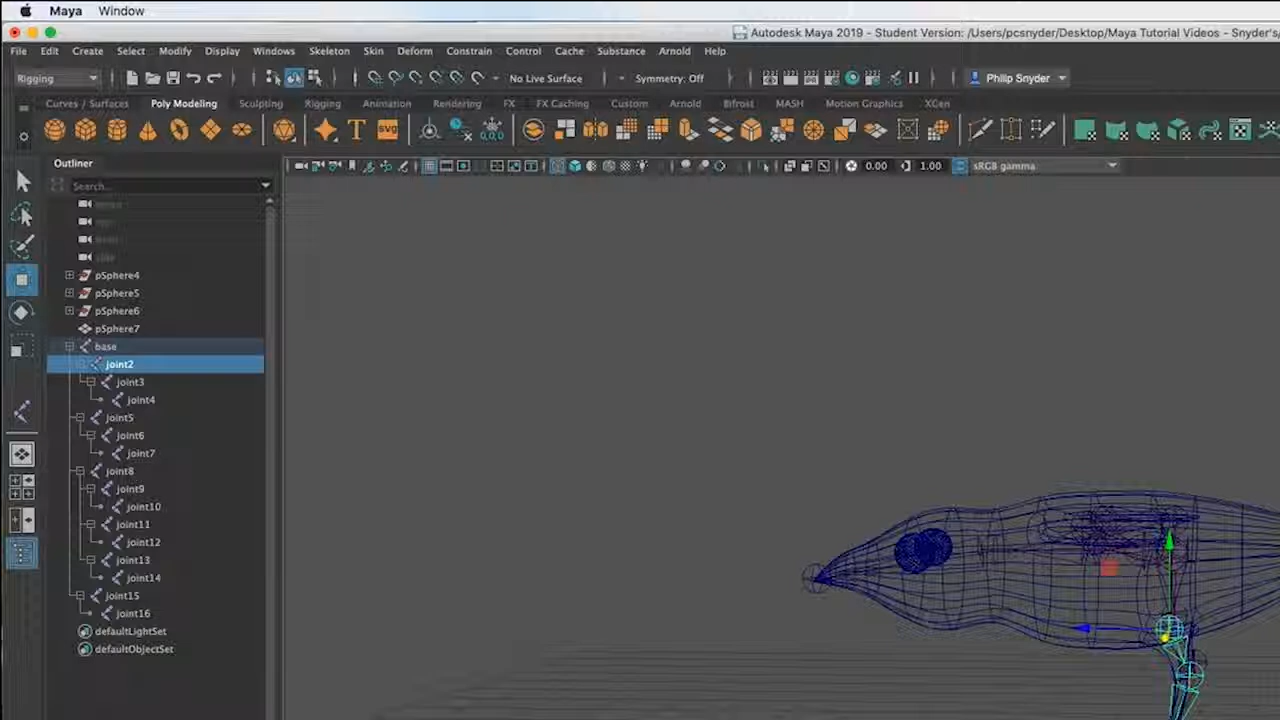 Maya Window
Autodesk Maya 2019 - Student Version: /Users/pcsnyder/Desktop/Maya Tutorial Videos - Snyder's/
File Edit Create Select Modify Display Windows Skeleton Skin Deform Constrain Control Cache Substance Arnold Help
Rigging No Live Surface Symmetry: Off Philip Snyder
Curves / Surfaces Poly Modeling Sculpting Rigging Animation Rendering FX FX Caching Custom Arnold Bifrost MASH Motion Graphics XGen
T SVG 0,0,0
Outliner
Search... 0.00 1.00 sRGB gamma
pSphere4
pSphere5
pSphere6
pSphere7
base
joint2
joint3
joint4
joint5
joint6
joint7
joint8
joint9
joint10
joint11
joint12
joint13
joint14
joint15
joint16
defaultLightSet
defaultObjectSet